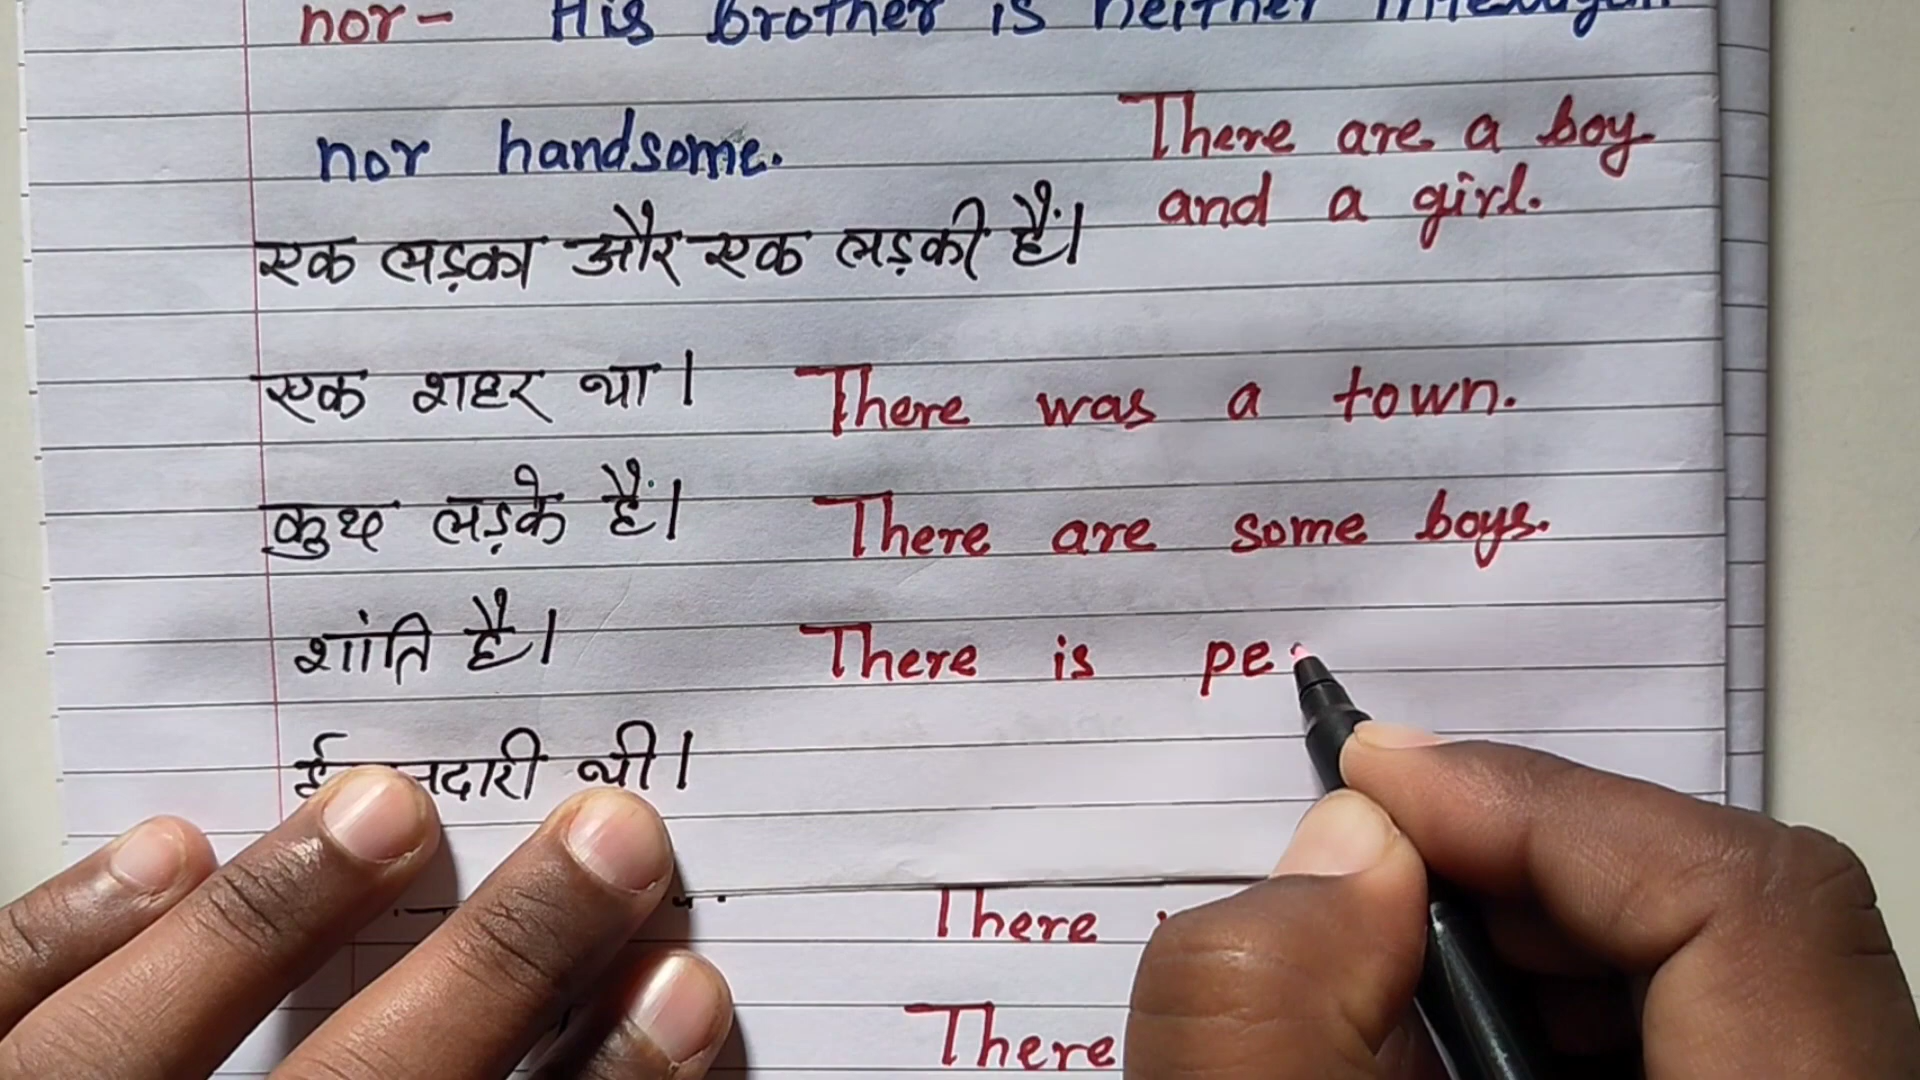 nor- His brother is neither
nor handsome.
There are a boy
and a girl.
एक लड़का और एक लड़की हैं।
एक शहर था। There was a town.
कुछ लड़के हैं। There are some boys.
शांति है। There is pe
थी।
There
There